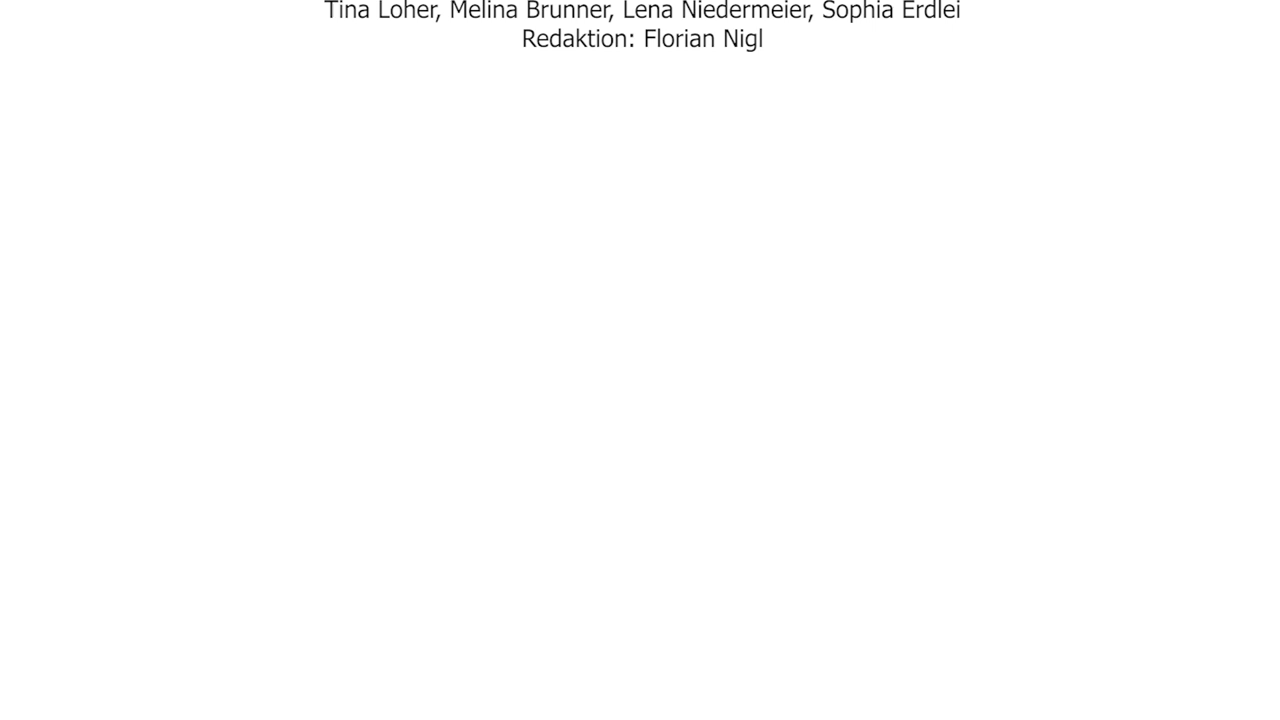 Tina Loher, Melina Brunner, Lena Niedermeier, Sophia Erdlei
Redaktion: Florian Nigl